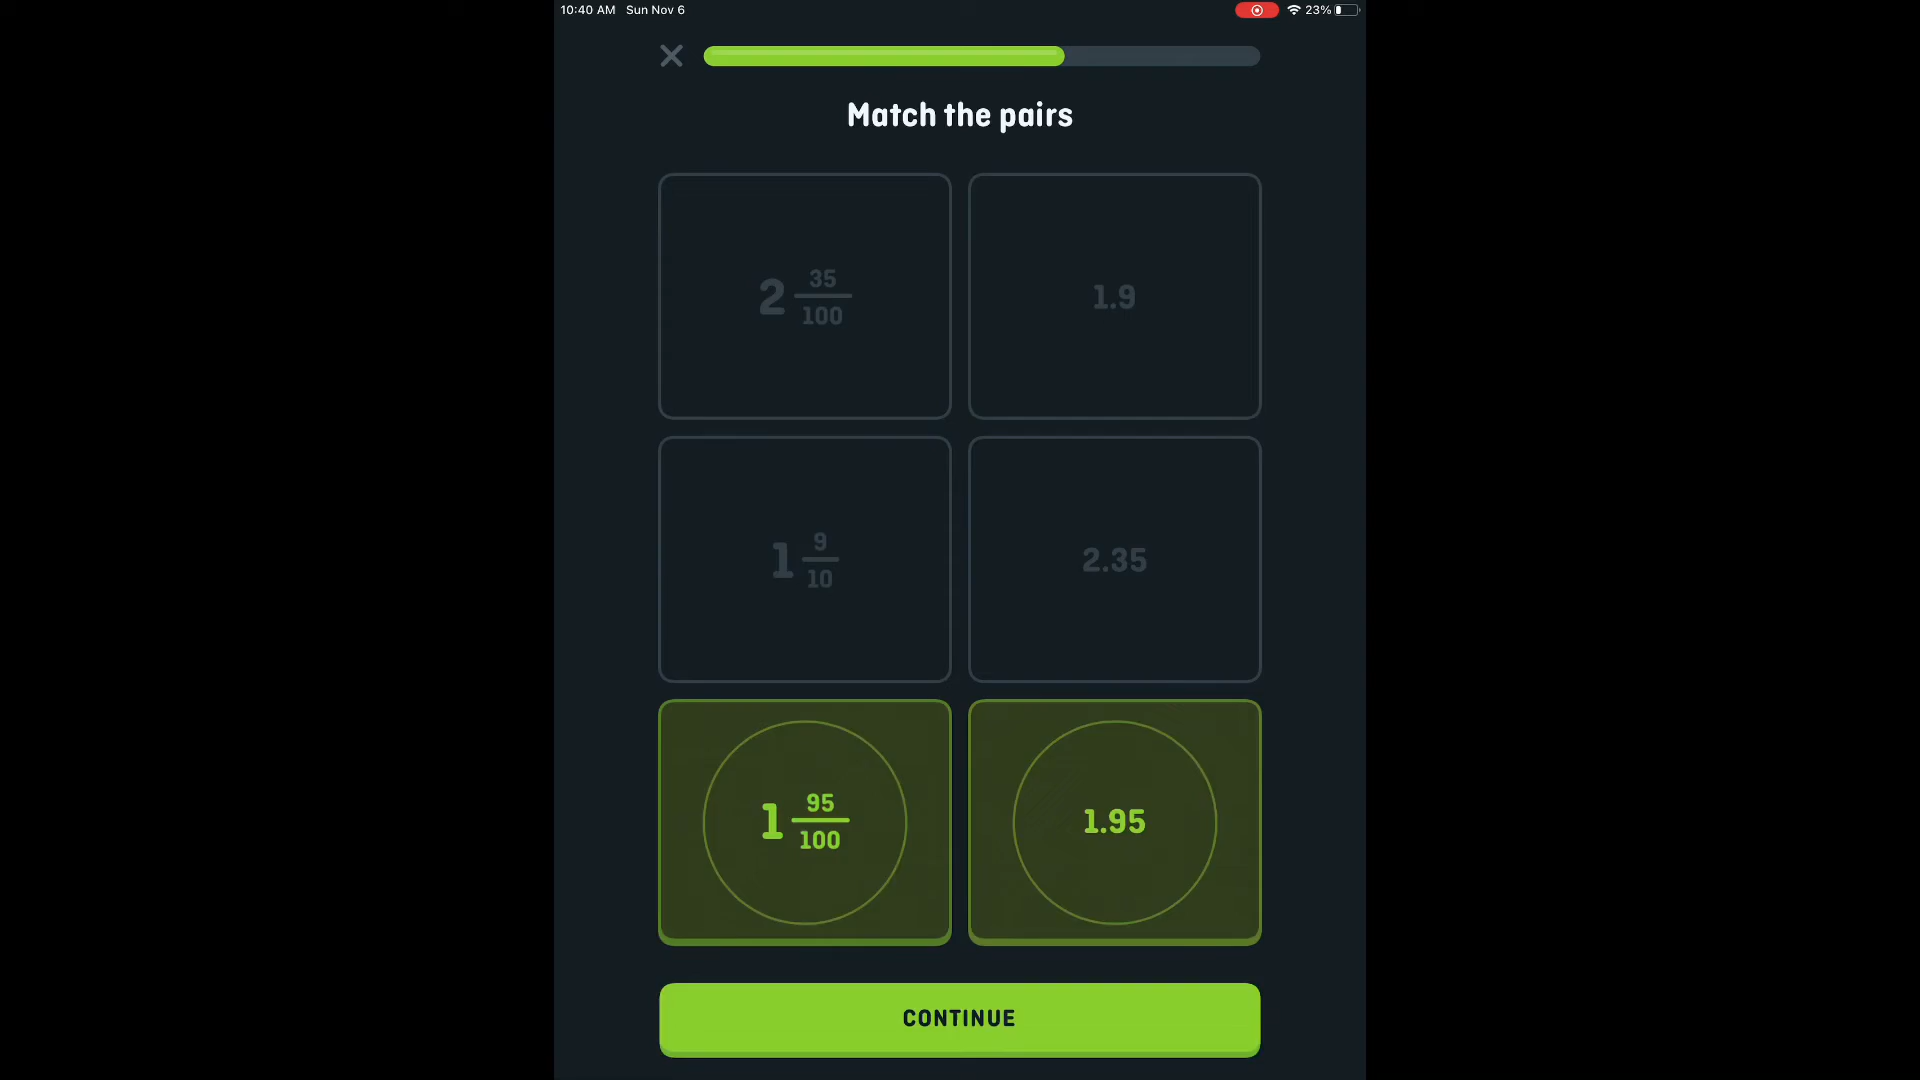 10:40 AM Sun Nov 6 23%
Match the pairs
2 35/100
1.9
1 9/10
2.35
1 95/100
1.95
CONTINUE